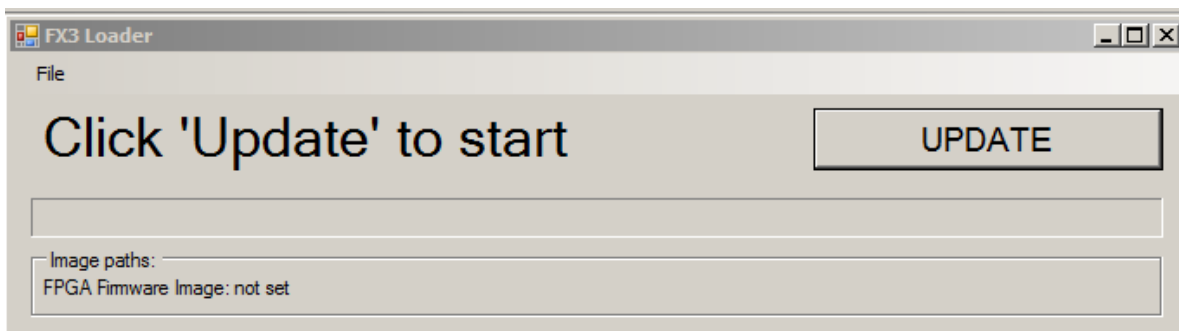 FX3 Loader
File
Click 'Update' to start
UPDATE
Image paths:
FPGA Firmware Image: not set